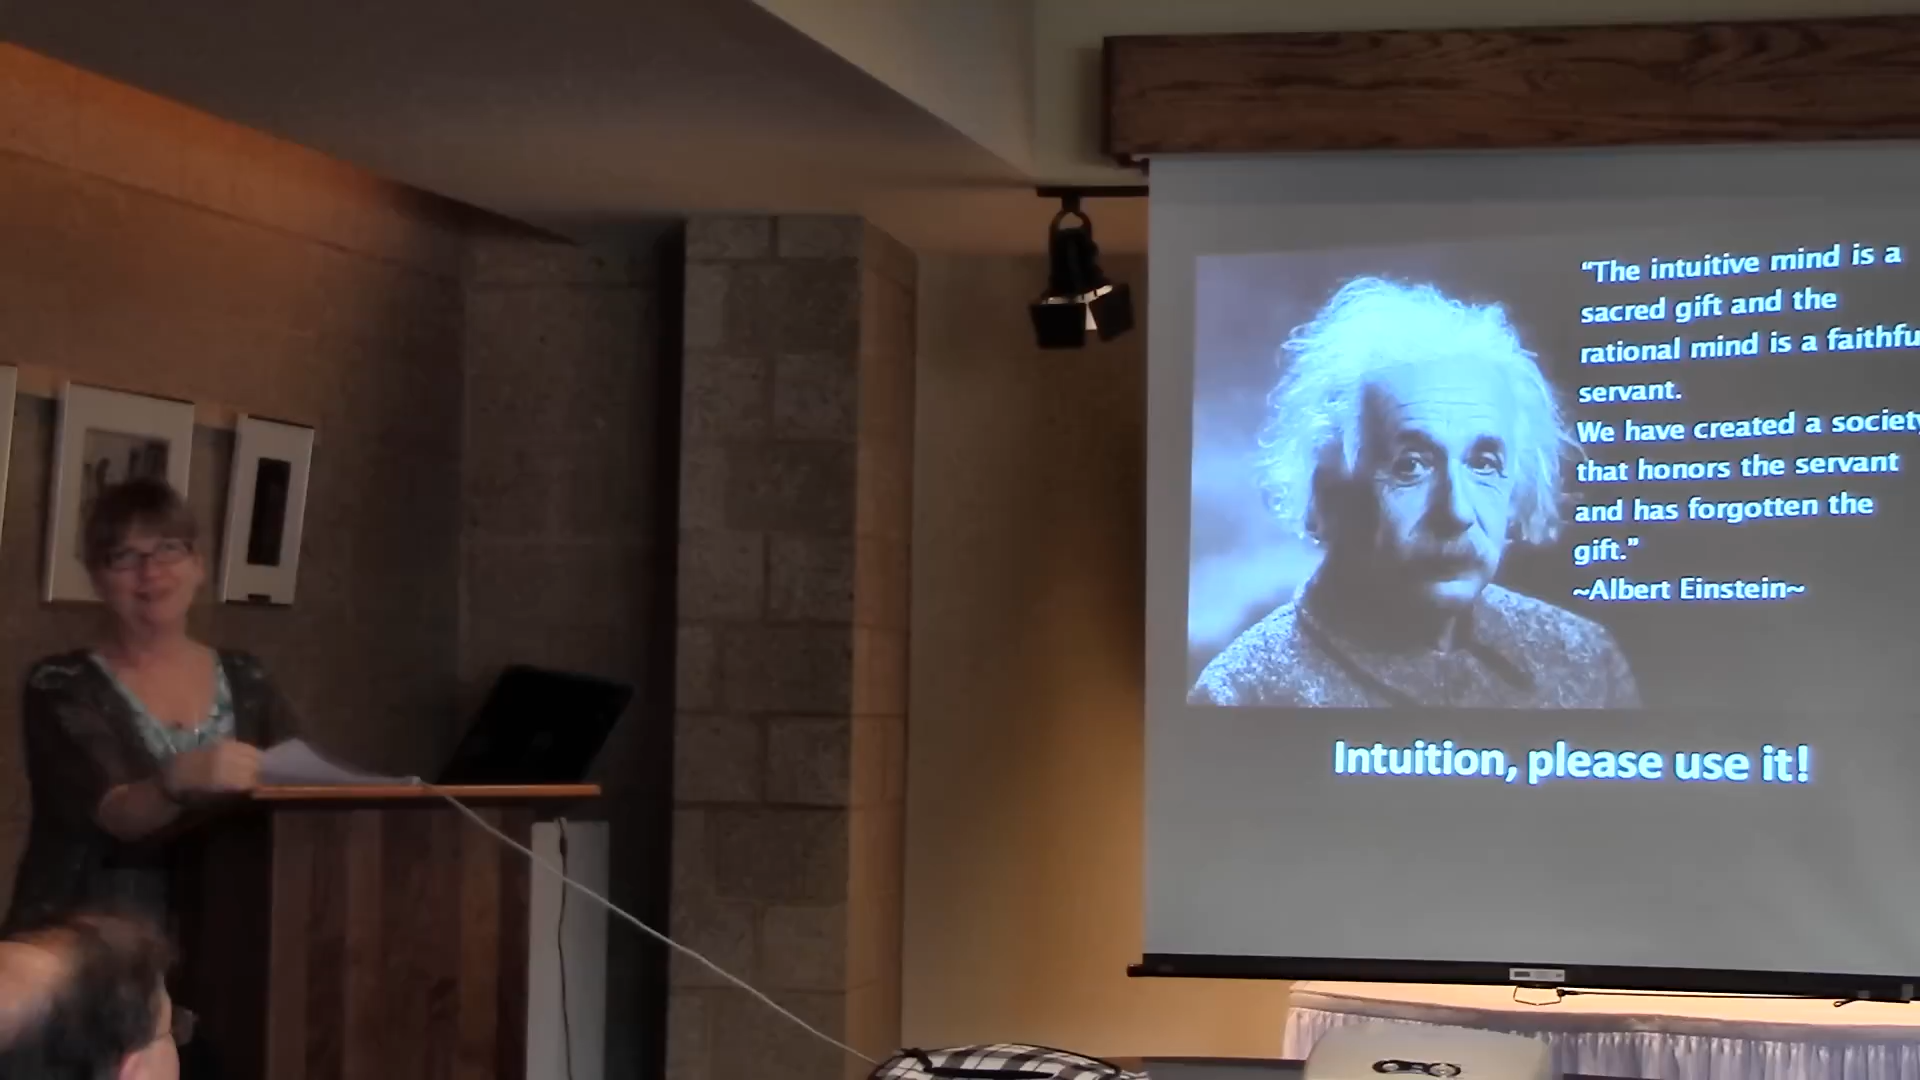 “The intuitive mind is a
sacred gift and the
rational mind is a faithfu
servant.
We have created a society
that honors the servant
and has forgotten the
gift.”
~Albert Einstein~
Intuition, please use it!